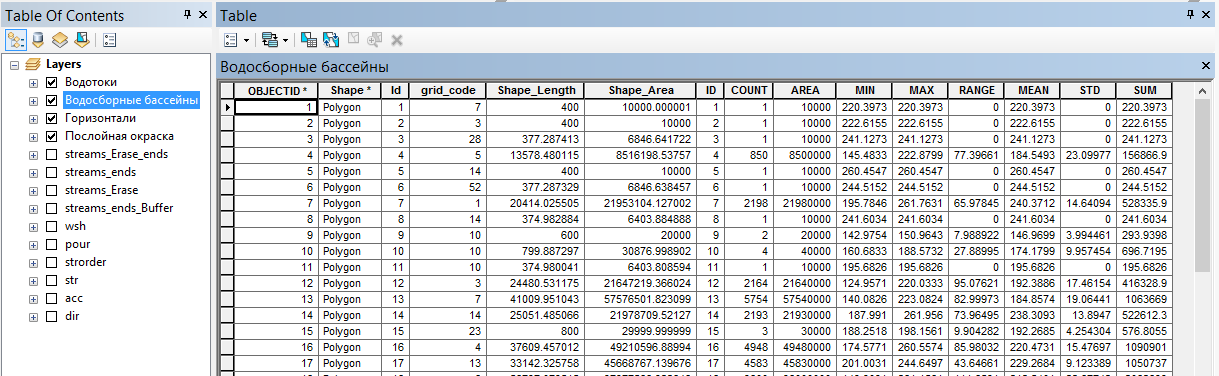 Table Of Contents
Layers
Водотоки
Водосборные бассейны
Горизонтали
Послойная окраска
streams_Erase_ends
streams_ends
streams_Erase
streams_ends_Buffer
wsh
pour
strorder
str
acc
dir
Table
Водосборные бассейны
OBJECTID * Shape * Id grid_code Shape_Length Shape_Area ID COUNT AREA MIN MAX RANGE MEAN STD SUM
1 Polygon 1 7 400 10000.000001 1 1 10000 220.3973 220.3973 0 220.3973 0 220.3973
2 Polygon 2 3 400 10000 2 1 10000 222.6155 222.6155 0 222.6155 0 222.6155
3 Polygon 3 28 377.287413 6846.641722 3 1 10000 241.1273 241.1273 0 241.1273 0 241.1273
4 Polygon 4 5 13578.480115 8516198.53757 4 850 8500000 145.4833 222.8799 77.39661 184.5493 23.09977 156866.9
5 Polygon 5 14 400 10000 5 1 10000 260.4547 260.4547 0 260.4547 0 260.4547
6 Polygon 6 52 377.287329 6846.638457 6 1 10000 244.5152 244.5152 0 244.5152 0 244.5152
7 Polygon 7 1 20414.025505 21953104.127002 7 2198 21980000 195.7846 261.7631 65.97845 240.3712 14.64094 528335.9
8 Polygon 8 14 374.982884 6403.884888 8 1 10000 241.6034 241.6034 0 241.6034 0 241.6034
9 Polygon 9 10 600 20000 9 2 20000 142.9754 150.9643 7.988922 146.9699 3.994461 293.9398
10 Polygon 10 10 799.887297 30876.998902 10 4 40000 160.6833 188.5732 27.88995 174.1799 9.957454 696.7195
11 Polygon 11 10 374.980041 6403.808594 11 1 10000 195.6826 195.6826 0 195.6826 0 195.6826
12 Polygon 12 3 24480.531175 21647219.366024 12 2164 21640000 124.9571 220.0333 95.07621 192.3886 17.46154 416328.9
13 Polygon 13 7 41009.951043 57576501.823099 13 5754 57540000 140.0826 223.0824 82.99973 184.8574 19.06441 1063669
14 Polygon 14 14 25051.485066 21978709.52127 14 2193 21930000 187.991 261.956 73.96495 238.3093 13.8947 522612.3
15 Polygon 15 23 800 29999.999999 15 3 30000 188.2518 198.1561 9.904282 192.2685 4.254304 576.8055
16 Polygon 16 4 37609.457012 49210596.88994 16 4948 49480000 174.5771 260.5574 85.98032 220.4731 15.47697 1090901
17 Polygon 17 13 33142.325758 45668767.139676 17 4583 45830000 201.0031 244.6497 43.64661 229.2684 9.123389 1050737